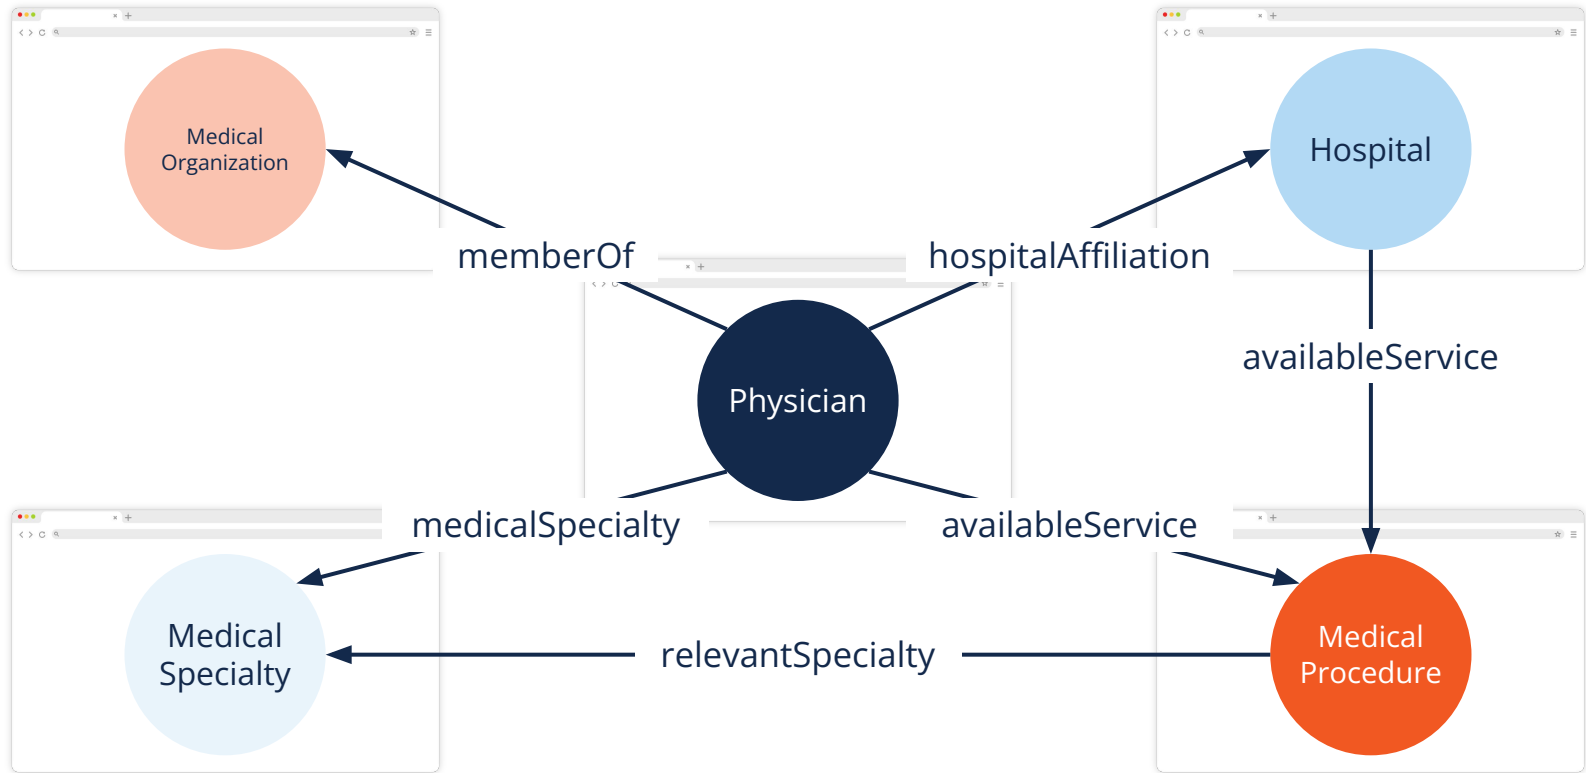 Medical
Organization
Hospital
memberOf
hospitalAffiliation
Physician
availableService
medicalSpecialty
availableService
Medical
Specialty
relevantSpecialty
Medical
Procedure